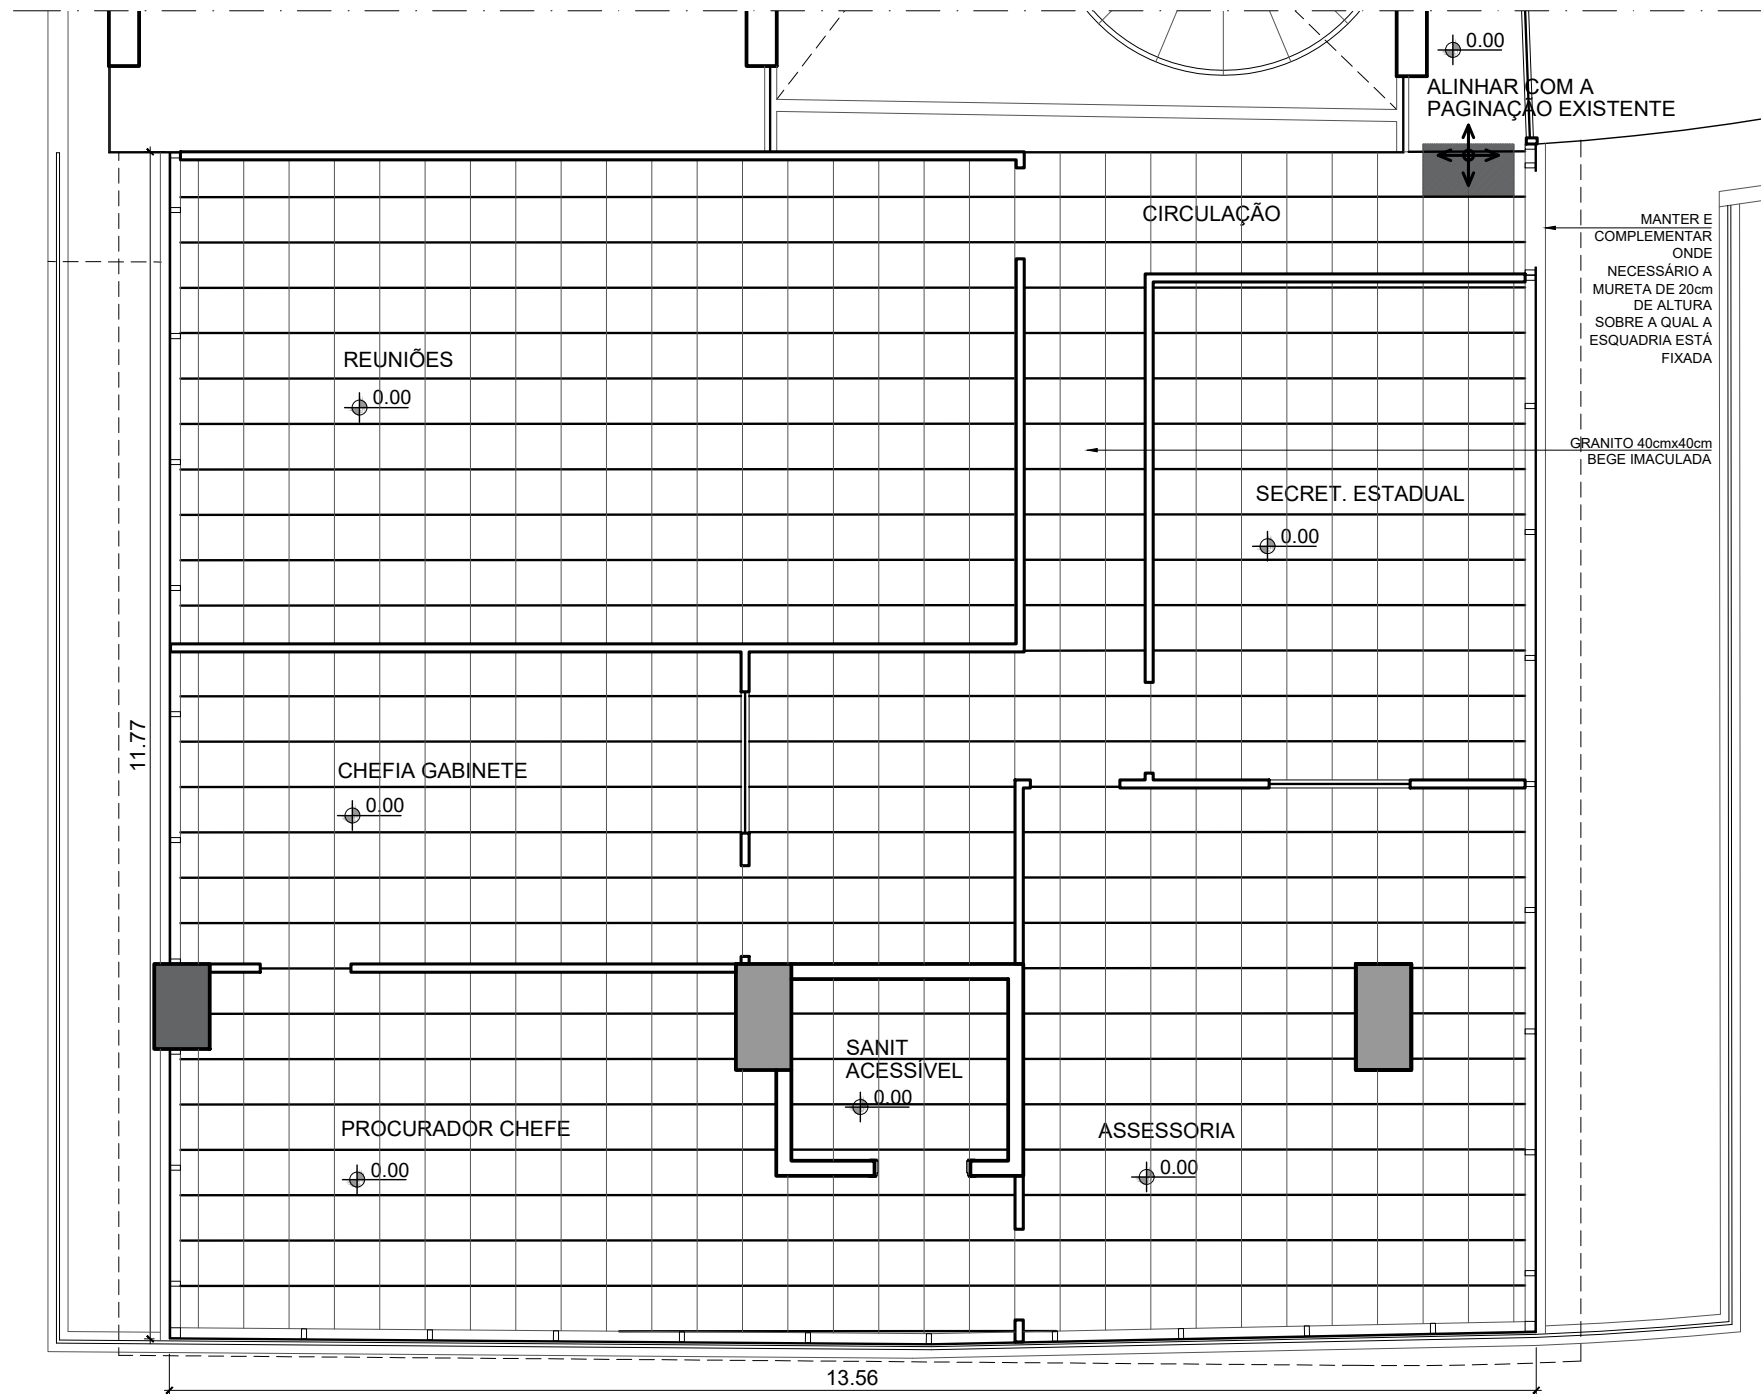 0.00
ALINHAR COM A
PAGINAÇÃO EXISTENTE
CIRCULAÇÃO
MANTER E
COMPLEMENTAR
ONDE
NECESSÁRIO A
MURETA DE 20cm
DE ALTURA
SOBRE A QUAL A
ESQUADRIA ESTÁ
FIXADA
REUNIÕES
0.00
GRANITO 40cmx40cm
BEGE IMACULADA
SECRET. ESTADUAL
0.00
11.77
CHEFIA GABINETE
0.00
SANIT
ACESSÍVEL
0.00
PROCURADOR CHEFE
0.00
ASSESSORIA
0.00
13.56